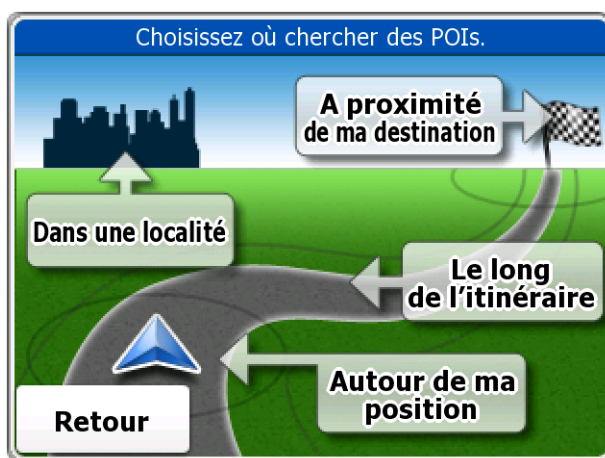 Choisissez où chercher des POIs.
A proximité
de ma destination
Dans une localité
Le long
de l'itinéraire
Autour de ma
position
Retour